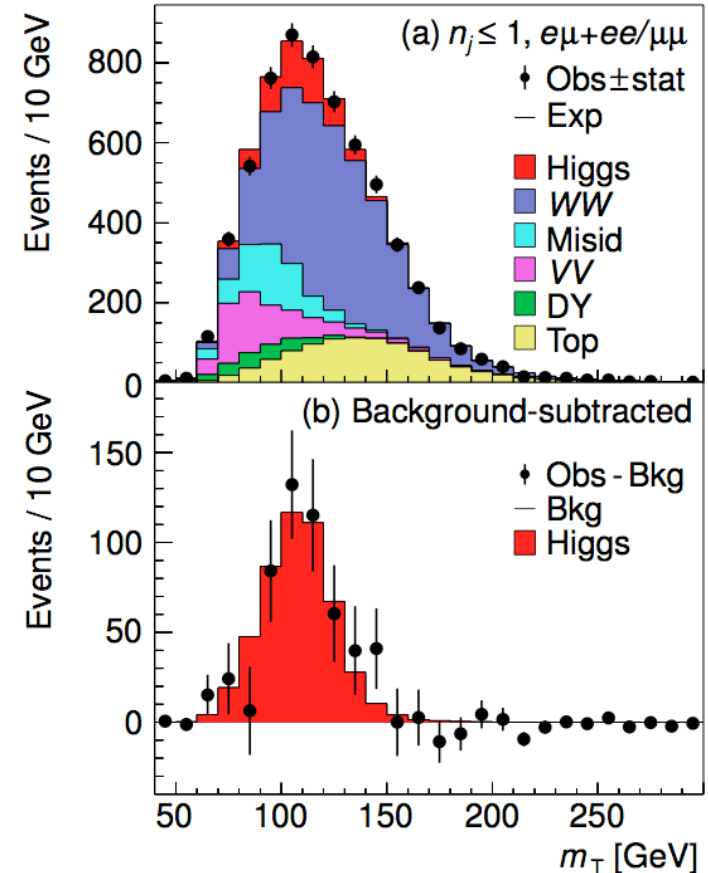 (a) nⱼ ≤ 1, eμ+ee/μμ
Obs±stat
Exp
Higgs
WW
Misid
VV
DY
Top
Events / 10 GeV
800
600
400
200
0
(b) Background-subtracted
Obs - Bkg
Bkg
Higgs
Events / 10 GeV
150
100
50
0
50 100 150 200 250
m_T [GeV]